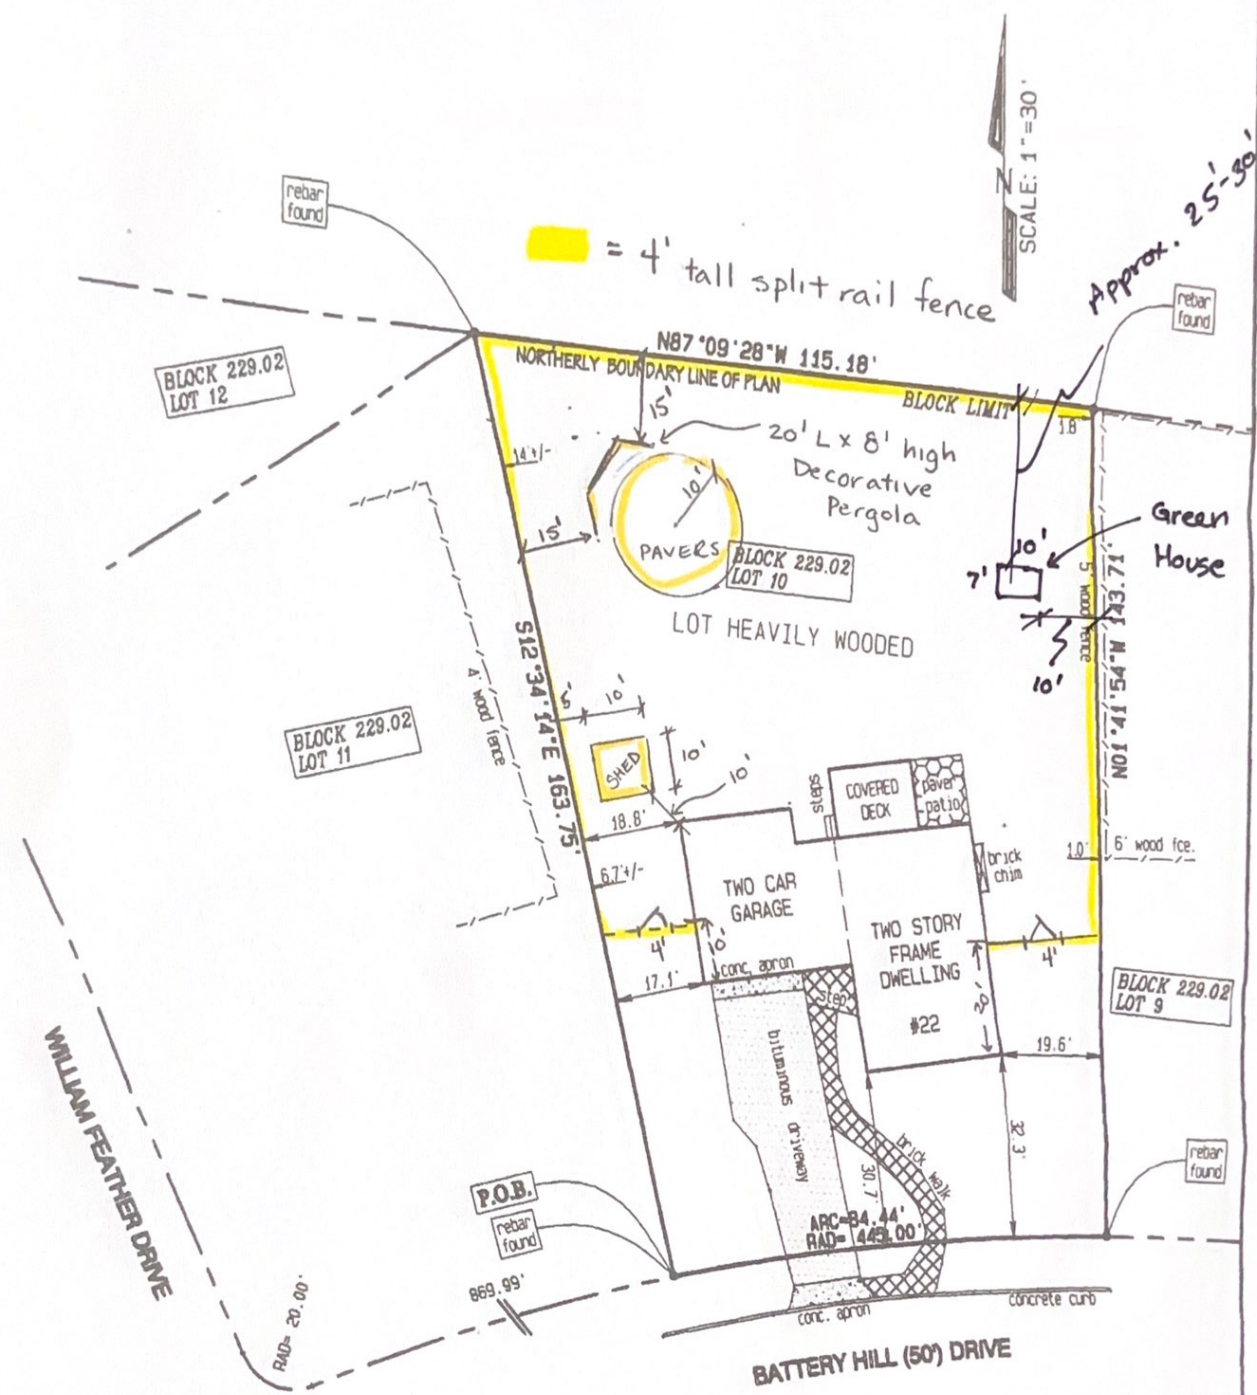 SCALE: 1"=30'
N
Approx. 25'-30'
rebar
found
= 4' tall split rail fence
rebar
found
N87°09'28"W 115.18'
NORTHERLY BOUNDARY LINE OF PLAN
BLOCK LIMIT
1.8'
BLOCK 229.02
LOT 12
15'
20' L x 8' high
Decorative
Pergola
14'+/-
10'
15'
PAVERS
BLOCK 229.02
LOT 10
Green
House
10'
7'
5' wood fence
N01°41'54"W 143.71'
10'
LOT HEAVILY WOODED
S12°34'14"E 163.75'
4' wood fence
BLOCK 229.02
LOT 11
5'
10'
SHED
10'
10'
18.8'
steps
COVERED
DECK
paver
patio
brick
chim
1.0'
6' wood fce.
6.7'+/-
TWO CAR
GARAGE
TWO STORY
FRAME
DWELLING
#22
4'
10'
4'
20'
conc. apron
step
17.1'
19.6'
BLOCK 229.02
LOT 9
bituminous driveway
32.3'
30.7'
brick walk
WILLIAM FEATHER DRIVE
P.O.B.
rebar
found
rebar
found
ARC=84.44'
RAD= 445.00'
869.99'
RAD= 20.00'
conc. apron
concrete curb
BATTERY HILL (50') DRIVE